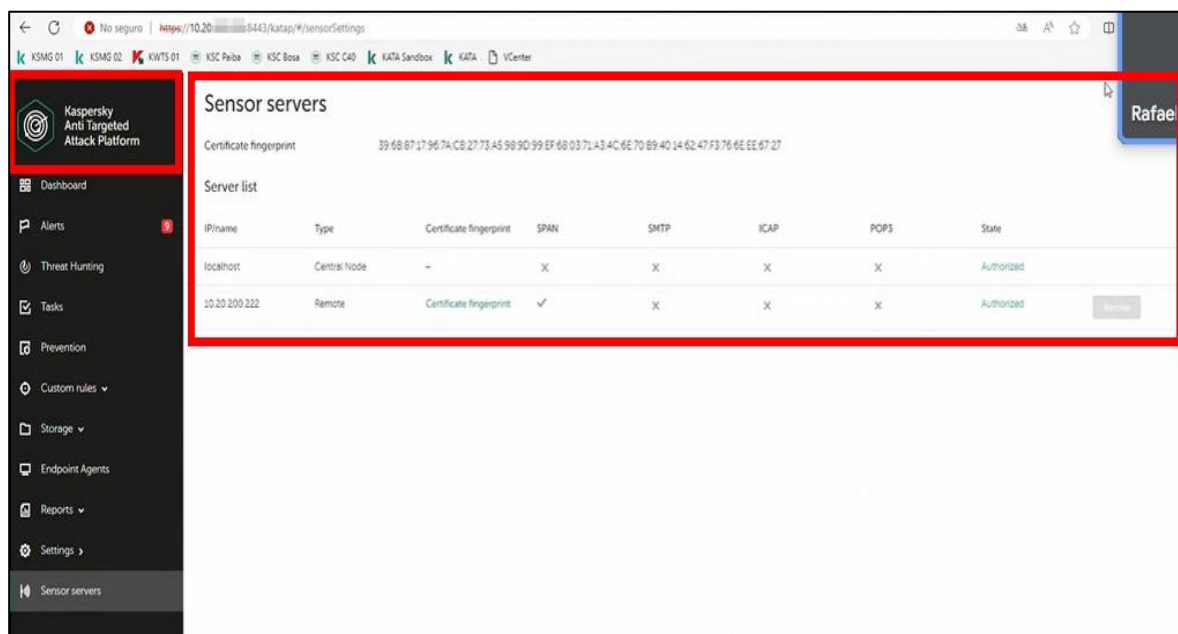 No seguro | https://10.20 8443/katap/#/sensorSettings
KSMG 01 KSMG 02 KWTS 01 KSC Paiba KSC Bosa KSC C40 KATA Sandbox KATA VCenter
Kaspersky
Anti Targeted
Attack Platform
Rafael
Sensor servers
Certificate fingerprint
Server list
IP/name Type Certificate fingerprint SPAN SMTP ICAP POP3 State
localhost Central Node – Authorized
10.20.200.222 Remote Certificate fingerprint Authorized
Dashboard
Alerts 9
Threat Hunting
Tasks
Prevention
Custom rules
Storage
Endpoint Agents
Reports
Settings
Sensor servers